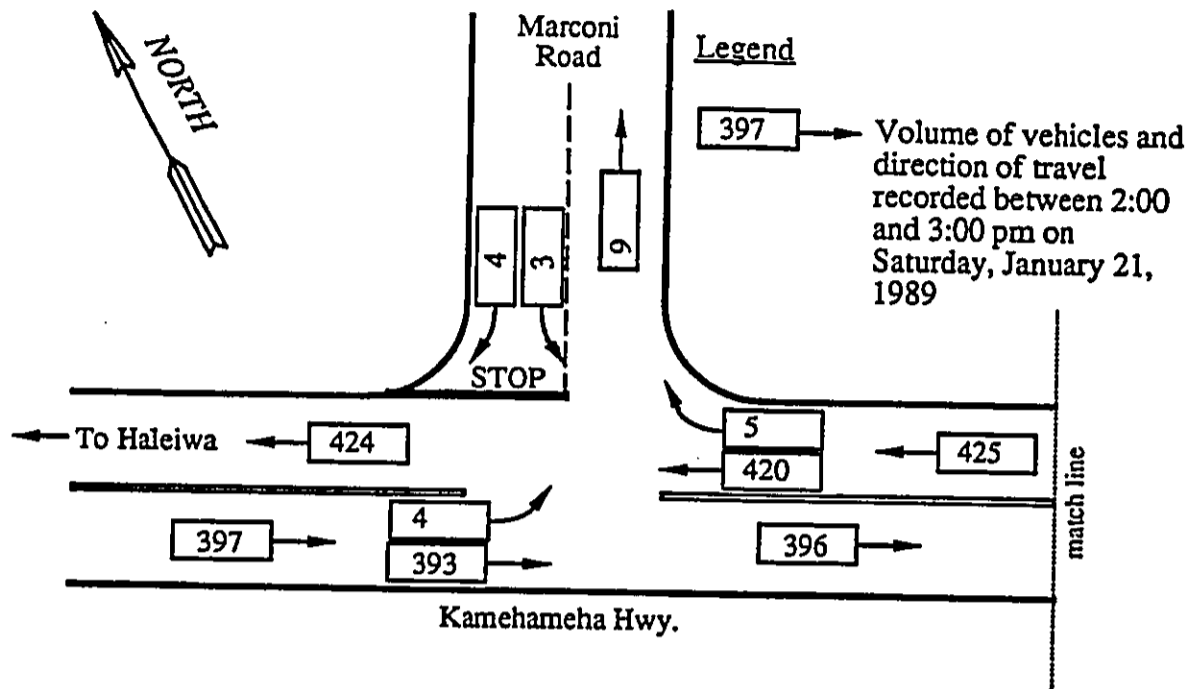 Marconi
Road
Legend
NORTH
397
Volume of vehicles and
direction of travel
recorded between 2:00
and 3:00 pm on
Saturday, January 21,
1989
4
3
9
STOP
To Haleiwa
424
5
420
425
4
397
393
396
match line
Kamehameha Hwy.